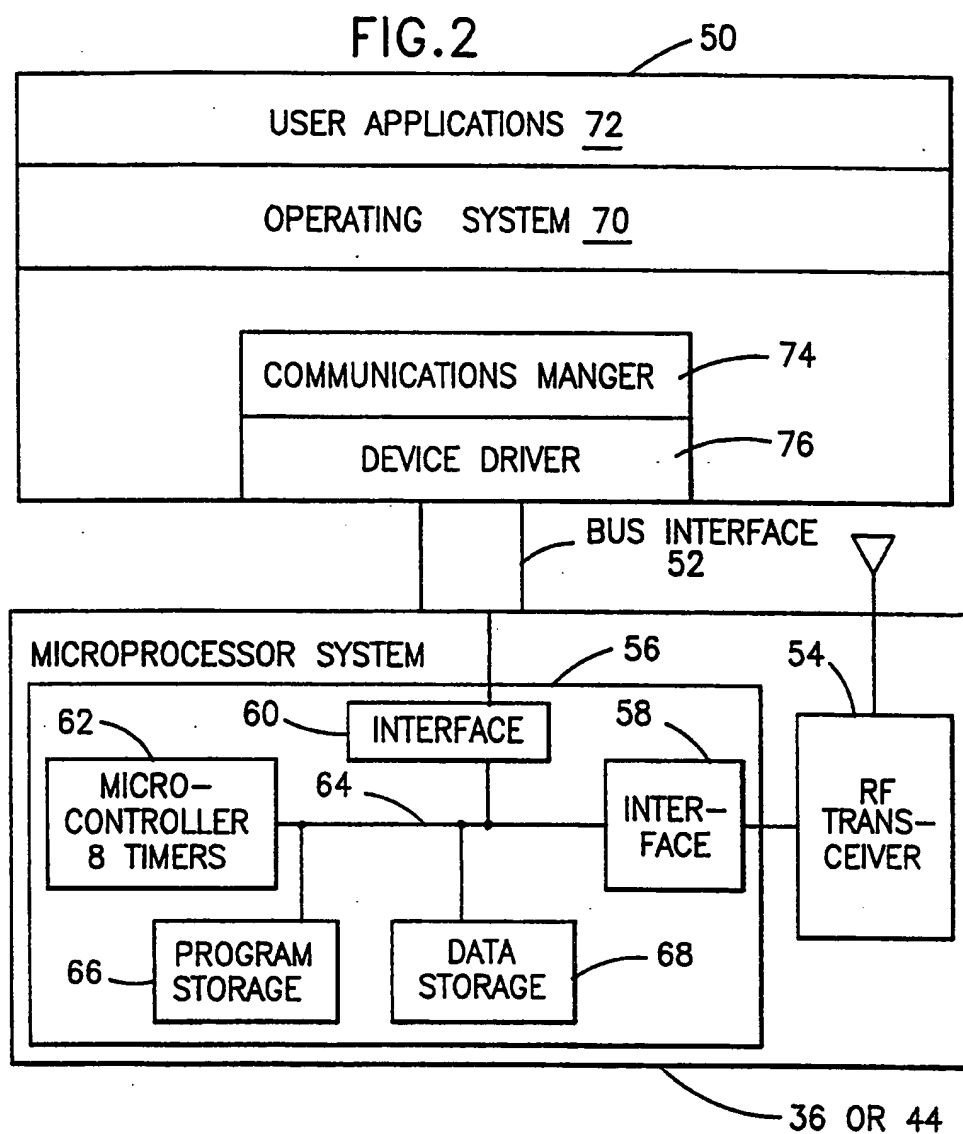 FIG.2
50
USER APPLICATIONS 72
OPERATING SYSTEM 70
COMMUNICATIONS MANGER
74
DEVICE DRIVER
76
BUS INTERFACE
52
MICROPROCESSOR SYSTEM
56
54
62
60
INTERFACE
58
MICRO-
CONTROLLER
8 TIMERS
64
INTER-
FACE
RF
TRANS-
CEIVER
66
PROGRAM
STORAGE
DATA
STORAGE
68
36 OR 44